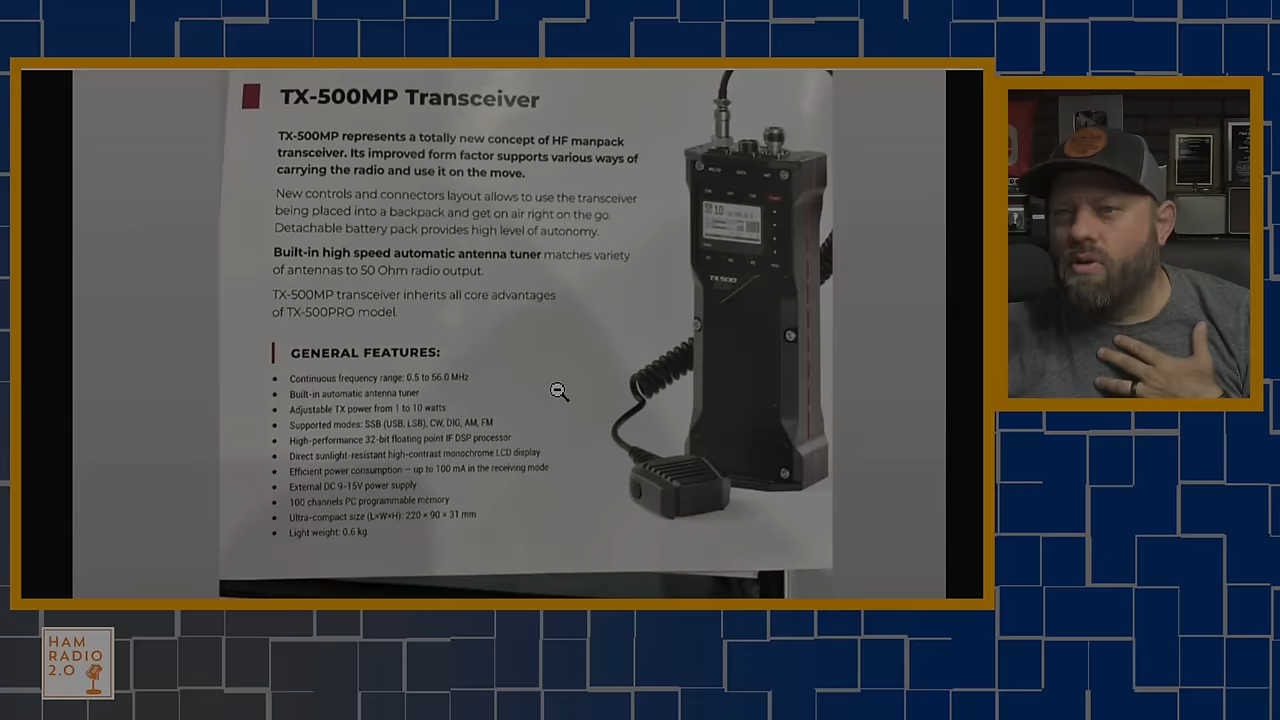 TX-500MP Transceiver
TX-500MP represents a totally new concept of HF manpack
transceiver. Its improved form factor supports various ways of
carrying the radio and use it on the move.
New controls and connectors layout allows to use the transceiver
being placed into a backpack and get on air right on the go.
Detachable battery pack provides high level of autonomy.
Built-in high speed automatic antenna tuner matches variety
of antennas to 50 Ohm radio output.
TX-500MP transceiver inherits all core advantages
of TX-500PRO model.
GENERAL FEATURES:
• Continuous frequency range: 0.5 to 56.0 MHz
• Built-in automatic antenna tuner
• Adjustable TX power from 1 to 10 watts
• Supported modes: SSB (USB, LSB), CW, DIG, AM, FM
• High-performance 32-bit floating point IF DSP processor
• Direct sunlight-resistant high-contrast monochrome LCD display
• Efficient power consumption – up to 100 mA in the receiving mode
• External DC 9-15V power supply
• 100 channels PC programmable memory
• Ultra-compact size (L×W×H): 220 × 90 × 31 mm
• Light weight: 0.6 kg
TX 500
HAM
RADIO
2.0